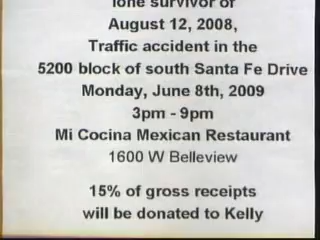 lone survivor of
August 12, 2008,
Traffic accident in the
5200 block of south Santa Fe Drive
Monday, June 8th, 2009
3pm - 9pm
Mi Cocina Mexican Restaurant
1600 W Belleview
15% of gross receipts
will be donated to Kelly